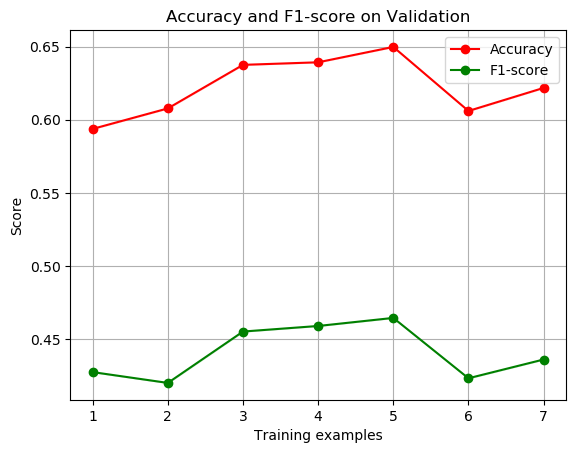 Accuracy and F1-score on Validation
Accuracy
F1-score
0.65
0.60
0.55
0.50
0.45
Score
1 2 3 4 5 6 7
Training examples